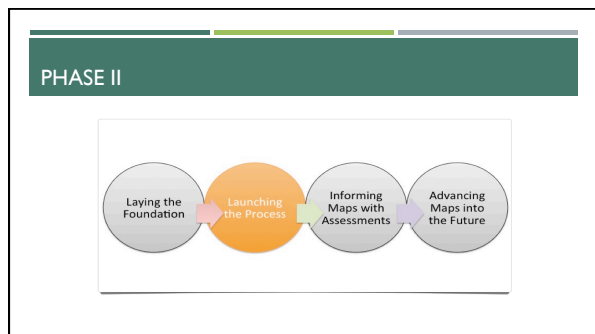 PHASE II
Laying the
Foundation
Launching
the Process
Informing
Maps with
Assessments
Advancing
Maps into
the Future